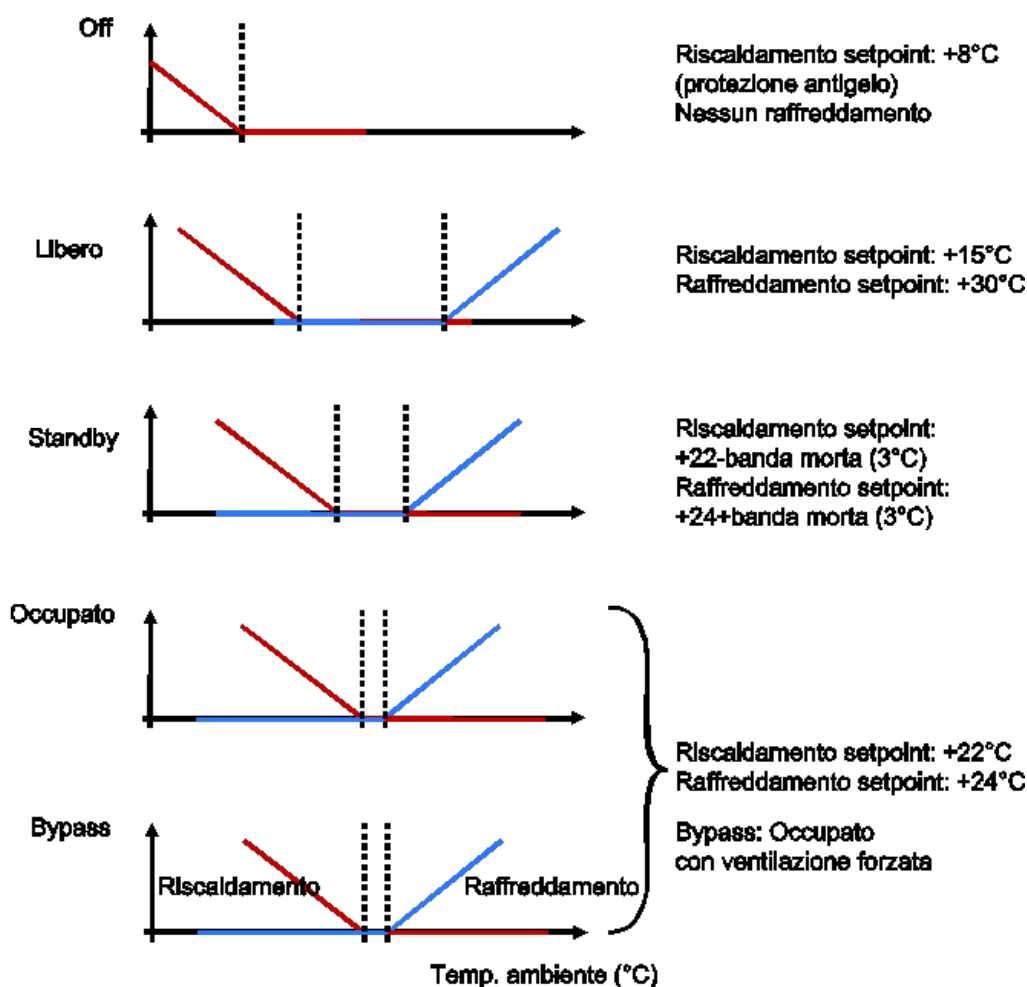 Off
Riscaldamento setpoint: +8°C
(protezione antigelo)
Nessun raffreddamento
Libero
Riscaldamento setpoint: +15°C
Raffreddamento setpoint: +30°C
Standby
Riscaldamento setpoint:
+22-banda morta (3°C)
Raffreddamento setpoint:
+24+banda morta (3°C)
Occupato
Riscaldamento setpoint: +22°C
Raffreddamento setpoint: +24°C
Bypass
Bypass: Occupato
con ventilazione forzata
Riscaldamento
Raffreddamento
Temp. ambiente (°C)